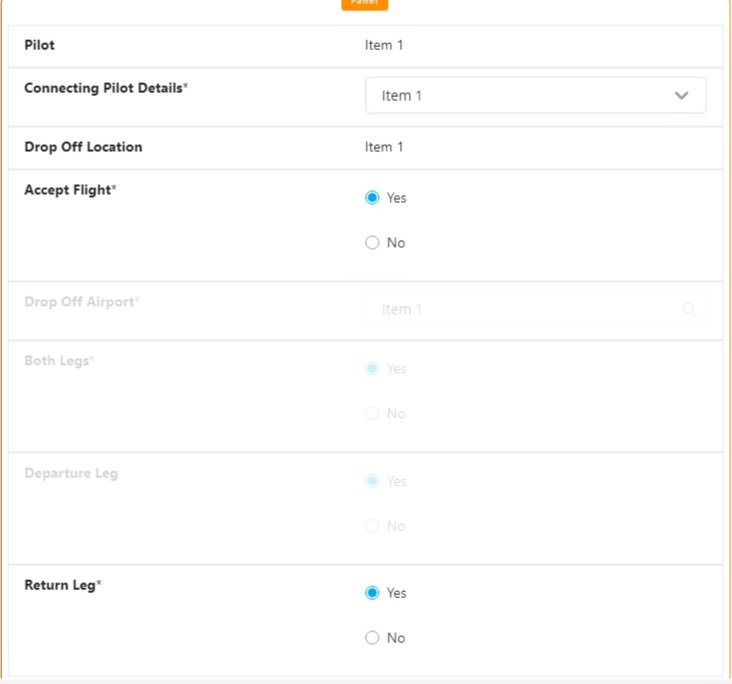 Panel
Pilot Item 1
Connecting Pilot Details* Item 1
Drop Off Location Item 1
Accept Flight* Yes
No
Drop Off Airport* Item 1
Both Legs* Yes
No
Departure Leg Yes
No
Return Leg* Yes
No